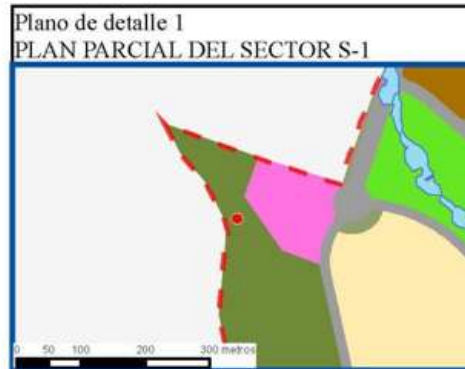 Plano de detalle 1
PLAN PARCIAL DEL SECTOR S-1
0 50 100 200 300 metros